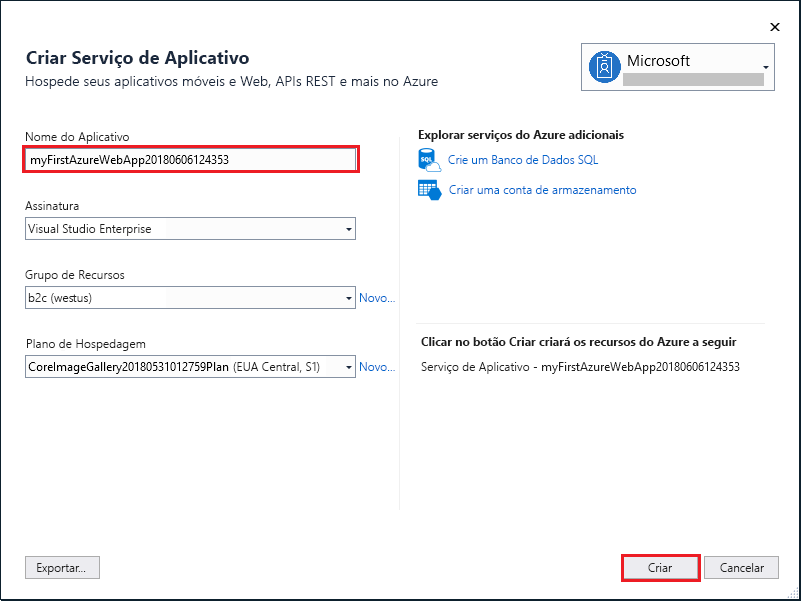 Criar Serviço de Aplicativo
Hospede seus aplicativos móveis e Web, APIs REST e mais no Azure
Microsoft
Nome do Aplicativo
myFirstAzureWebApp20180606124353
Assinatura
Visual Studio Enterprise
Grupo de Recursos
b2c (westus)
Novo...
Plano de Hospedagem
CoreImageGallery20180531012759Plan (EUA Central, S1)
Novo...
Explorar serviços do Azure adicionais
SQL
Crie um Banco de Dados SQL
Criar uma conta de armazenamento
Clicar no botão Criar criará os recursos do Azure a seguir
Serviço de Aplicativo - myFirstAzureWebApp20180606124353
Exportar...
Criar
Cancelar